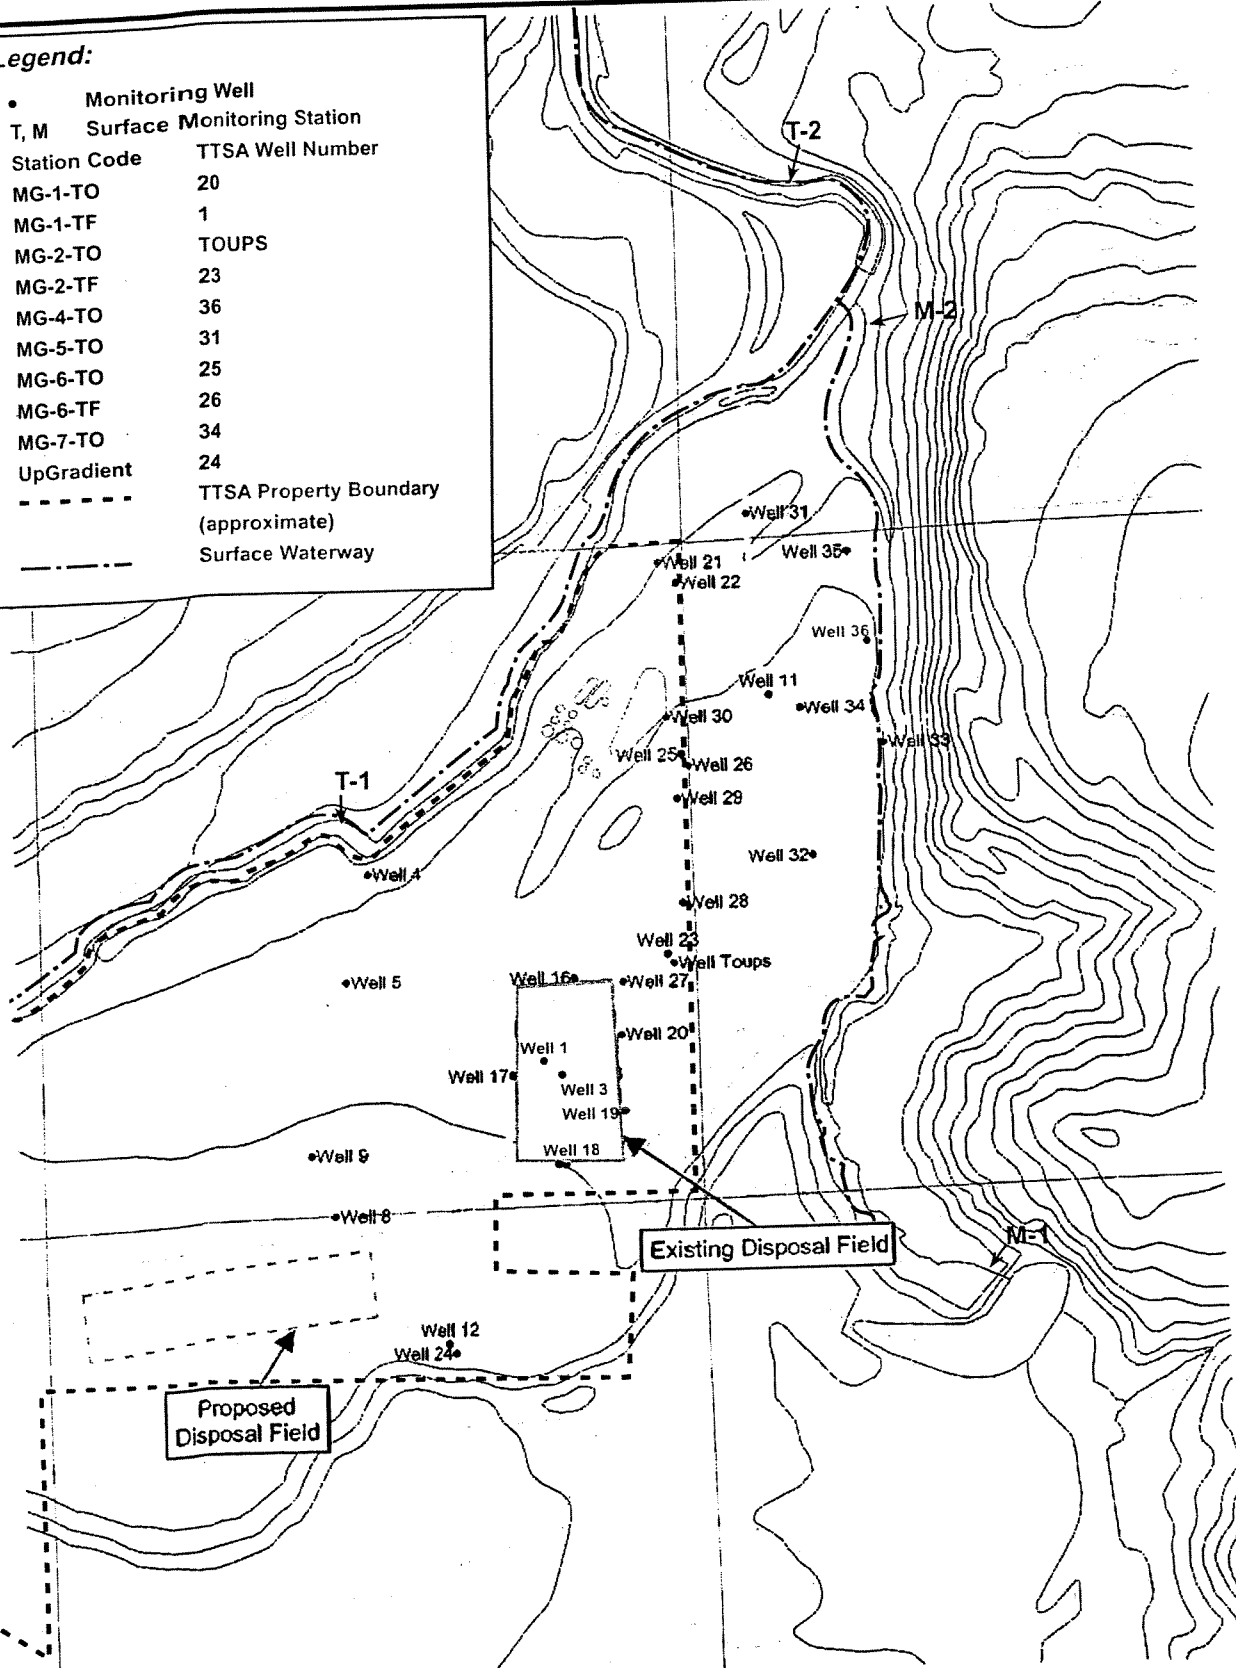 Legend:
Monitoring Well
T, M Surface Monitoring Station
Station Code TTSA Well Number
MG-1-TO 20
MG-1-TF 1
MG-2-TO TOUPS
MG-2-TF 23
MG-4-TO 36
MG-5-TO 31
MG-6-TO 25
MG-6-TF 26
MG-7-TO 34
UpGradient 24
TTSA Property Boundary
(approximate)
Surface Waterway
T-2
M-2
Well 31
Well 35
Well 21
Well 22
Well 36
Well 11
Well 34
Well 30
Well 33
Well 25
Well 26
T-1
Well 29
Well 32
Well 4
Well 28
Well 23
Well Toups
Well 16
Well 27
Well 5
Well 20
Well 1
Well 17
Well 3
Well 19
Well 18
Well 9
Well 8
M-1
Existing Disposal Field
Well 12
Well 24
Proposed
Disposal Field